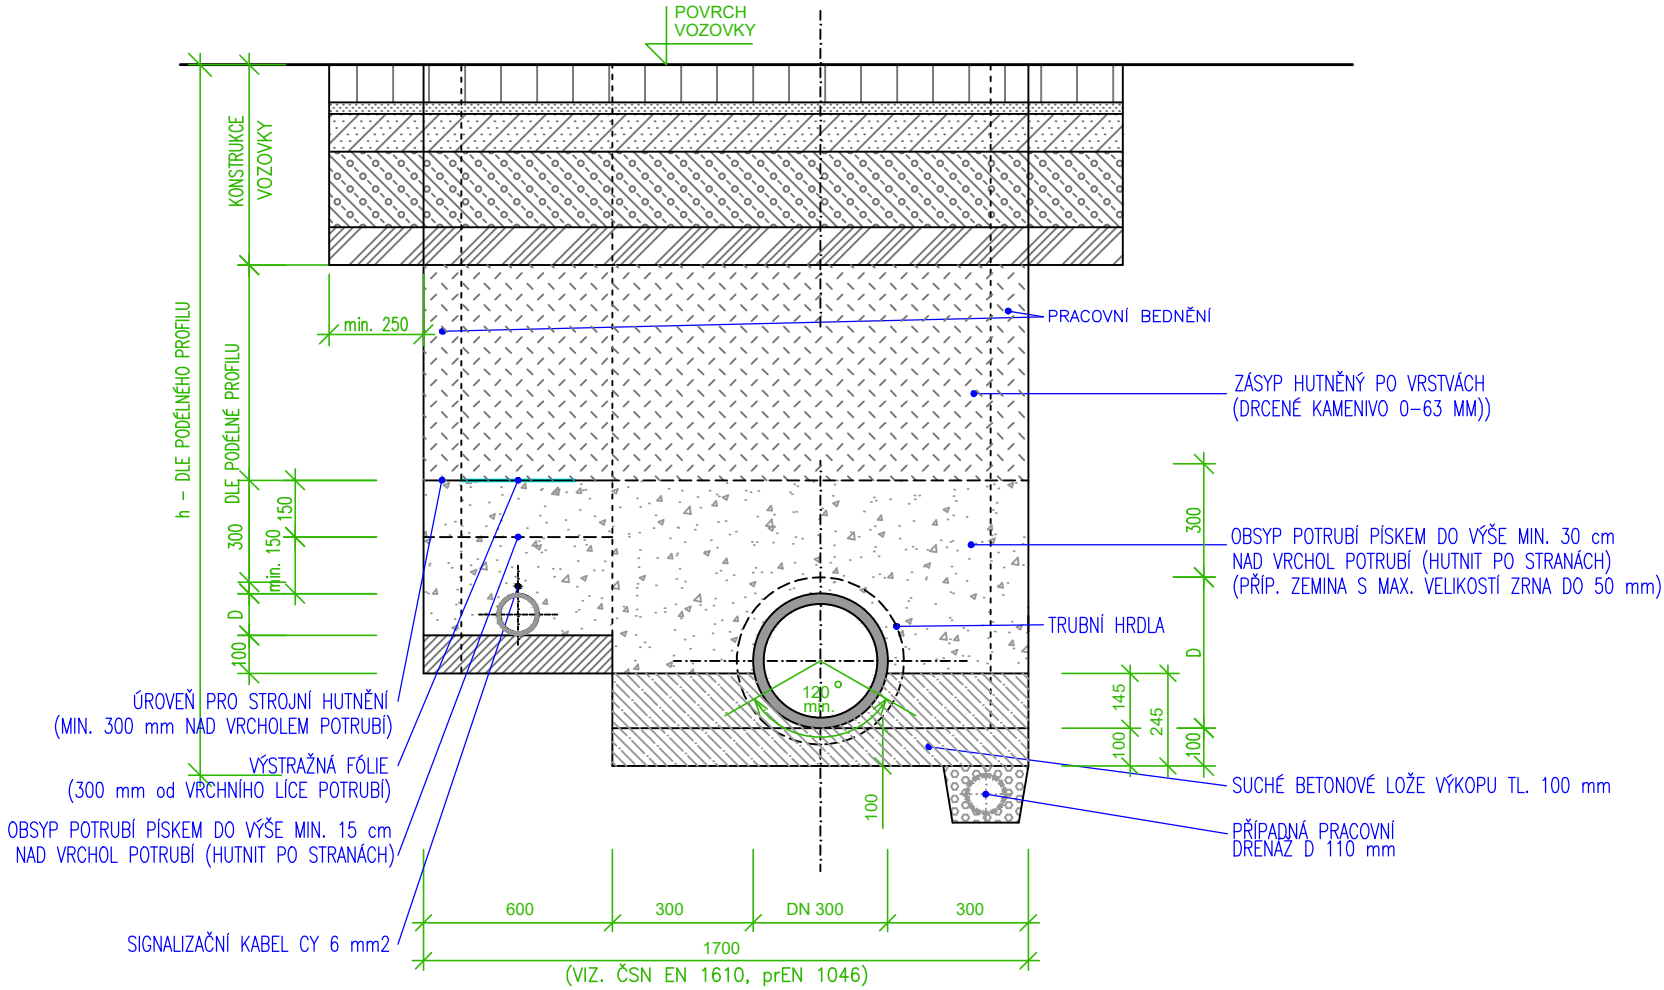 POVRCH
VOZOVKY
KONSTRUKCE
VOZOVKY
min. 250
PRACOVNÍ BEDNĚNÍ
h - DLE PODÉLNÉHO PROFILU
DLE PODÉLNÉ PROFILU
ZÁSYP HUTNĚNÝ PO VRSTVÁCH
(DRCENÉ KAMENIVO 0-63 MM))
150
300
min. 150
D
100
300
OBSYP POTRUBÍ PÍSKEM DO VÝŠE MIN. 30 cm
NAD VRCHOL POTRUBÍ (HUTNIT PO STRANÁCH)
(PŘÍP. ZEMINA S MAX. VELIKOSTÍ ZRNA DO 50 mm)
TRUBNÍ HRDLA
D
120°
min.
145
245
100
100
100
ÚROVEŇ PRO STROJNÍ HUTNĚNÍ
(MIN. 300 mm NAD VRCHOLEM POTRUBÍ)
VÝSTRAŽNÁ FÓLIE
(300 mm od VRCHNÍHO LÍCE POTRUBÍ)
SUCHÉ BETONOVÉ LOŽE VÝKOPU TL. 100 mm
OBSYP POTRUBÍ PÍSKEM DO VÝŠE MIN. 15 cm
NAD VRCHOL POTRUBÍ (HUTNIT PO STRANÁCH)
PŘÍPADNÁ PRACOVNÍ
DRENÁŽ D 110 mm
SIGNALIZAČNÍ KABEL CY 6 mm2
600
300
DN 300
300
1700
(VIZ. ČSN EN 1610, prEN 1046)